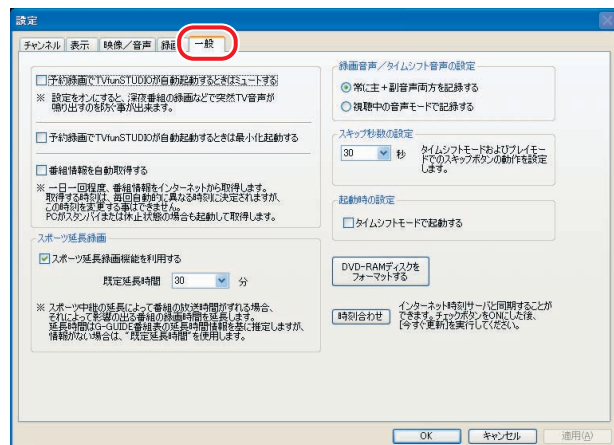 設定
チャンネル 表示 映像／音声 録画 一般
□予約録画でTVfunSTUDIOが自動起動するときはミュートする
※ 設定をオンにすると、深夜番組の録画などで突然TV音声が
鳴り出すのを防ぐ事が出来ます。
□予約録画でTVfunSTUDIOが自動起動するときは最小化起動する
□番組情報を自動取得する
※ 一日一回程度、番組情報をインターネットから取得します。
取得する時刻は、毎回自動的に異なる時刻に決定されますが、
この時刻を変更する事はできません。
PCがスタンバイまたは休止状態の場合も起動して取得します。
スポーツ延長録画
スポーツ延長録画機能を利用する
既定延長時間 30 分
※ スポーツ中継の延長によって番組の放送時間がずれる場合、
それによって影響の出る番組の録画時間を延長します。
延長時間はG-GUIDE番組表の延長時間情報を基に推定しますが、
情報がない場合は、“既定延長時間”を使用します。
録画音声／タイムシフト音声の設定
常に主＋副音声両方を記録する
視聴中の音声モードで記録する
スキップ秒数の設定
30 秒
タイムシフトモードおよびプレイモー
ドでのスキップボタンの動作を設定
します。
起動時の設定
□タイムシフトモードで起動する
DVD-RAMディスクを
フォーマットする
時刻合わせ
インターネット時刻サーバと同期することが
できます。チェックボタンをONにした後、
［今すぐ更新］を実行してください。
OK キャンセル 適用(A)